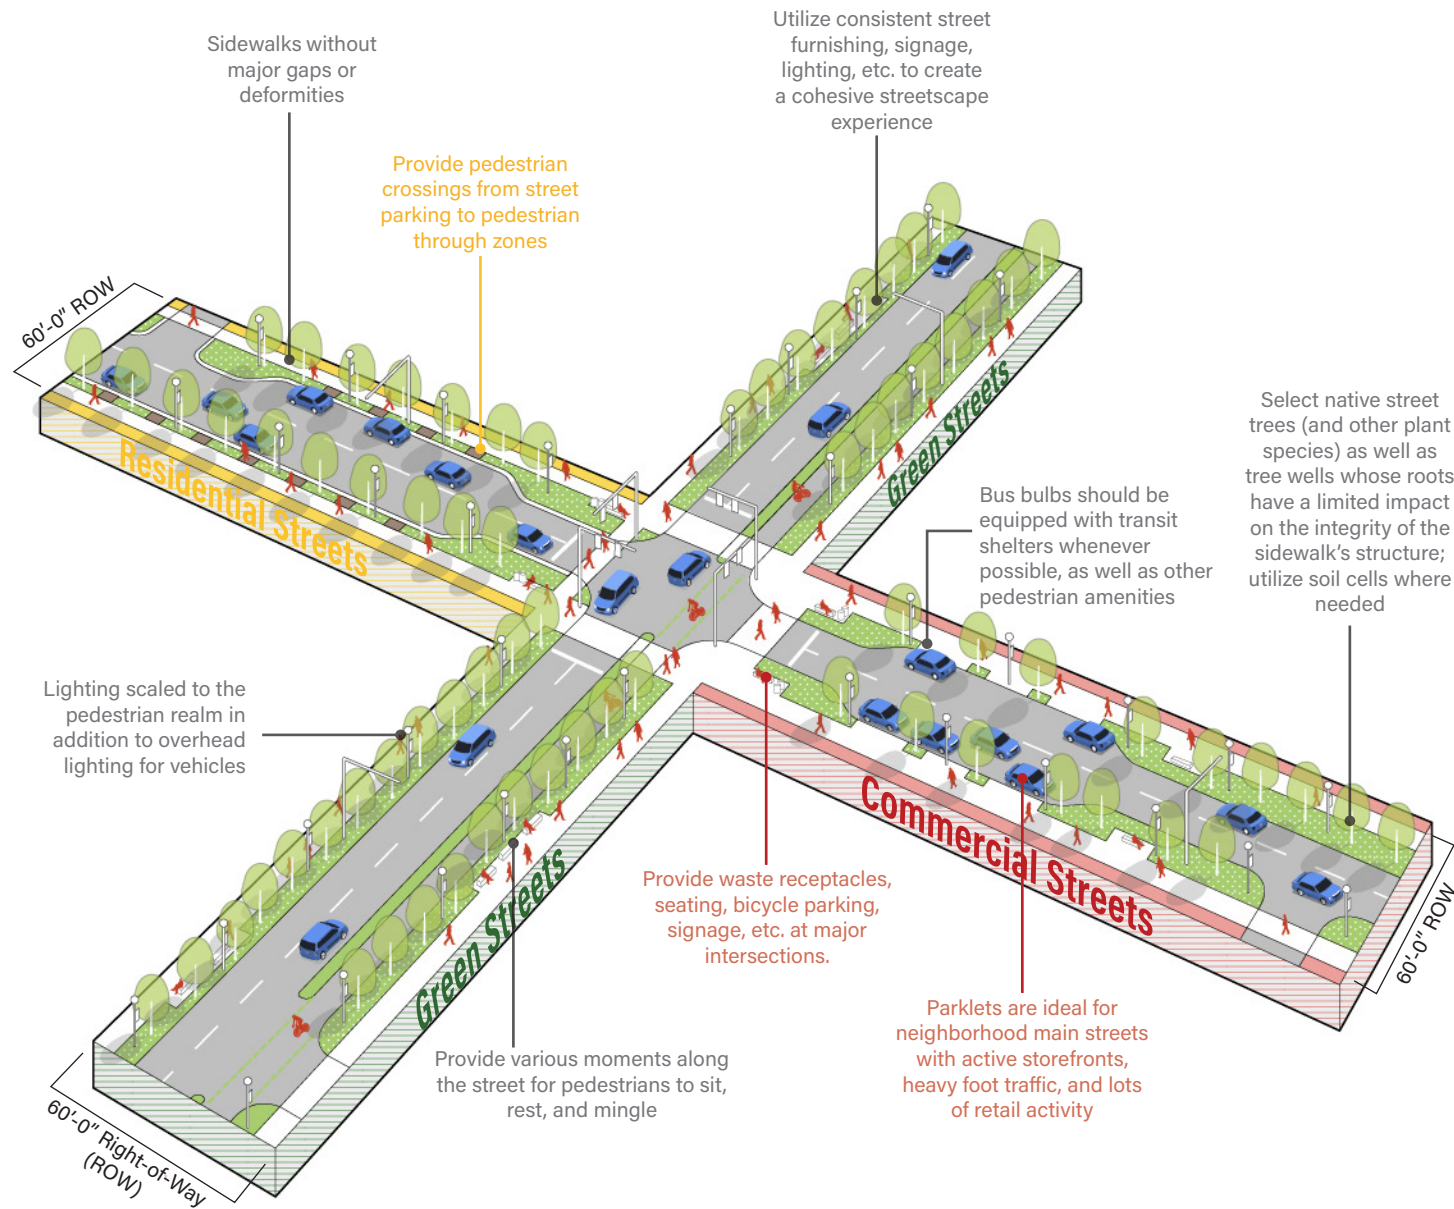 Sidewalks without
major gaps or
deformities
Utilize consistent street
furnishing, signage,
lighting, etc. to create
a cohesive streetscape
experience
Provide pedestrian
crossings from street
parking to pedestrian
through zones
60'-0" ROW
Residential Streets
Green Streets
Select native street
trees (and other plant
species) as well as
tree wells whose roots
have a limited impact
on the integrity of the
sidewalk's structure;
utilize soil cells where
needed
Bus bulbs should be
equipped with transit
shelters whenever
possible, as well as other
pedestrian amenities
Lighting scaled to the
pedestrian realm in
addition to overhead
lighting for vehicles
Commercial Streets
60'-0" ROW
Green Streets
Provide waste receptacles,
seating, bicycle parking,
signage, etc. at major
intersections.
Parklets are ideal for
neighborhood main streets
with active storefronts,
heavy foot traffic, and lots
of retail activity
Provide various moments along
the street for pedestrians to sit,
rest, and mingle
60'-0" Right-of-Way
(ROW)